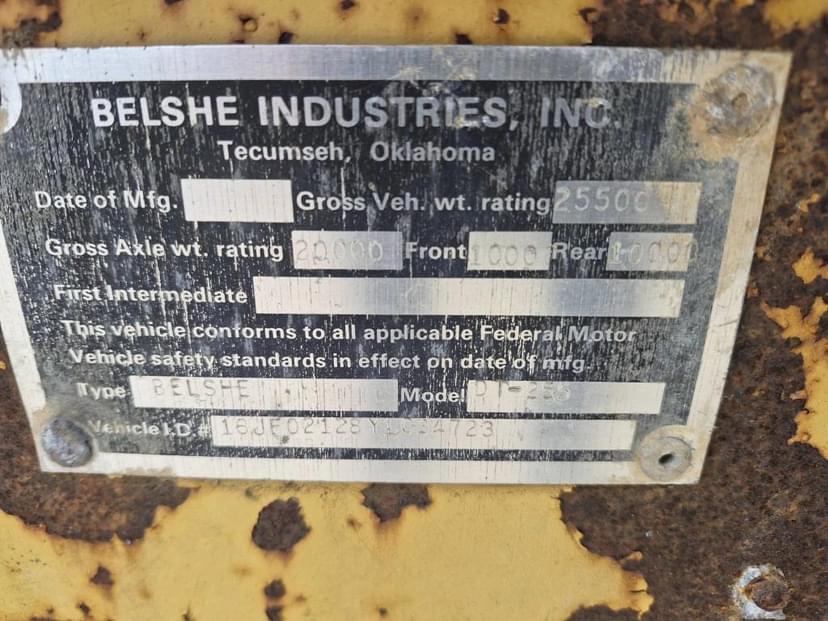 BELSHE INDUSTRIES, INC.
Tecumseh, Oklahoma
Date of Mfg. Gross Veh. wt. rating 25500
Gross Axle wt. rating 20000 Front 1000 Rear 10000
First Intermediate
This vehicle conforms to all applicable Federal Motor
Vehicle safety standards in effect on date of mfg.
Type BELSHE Model
Vehicle I.D.#